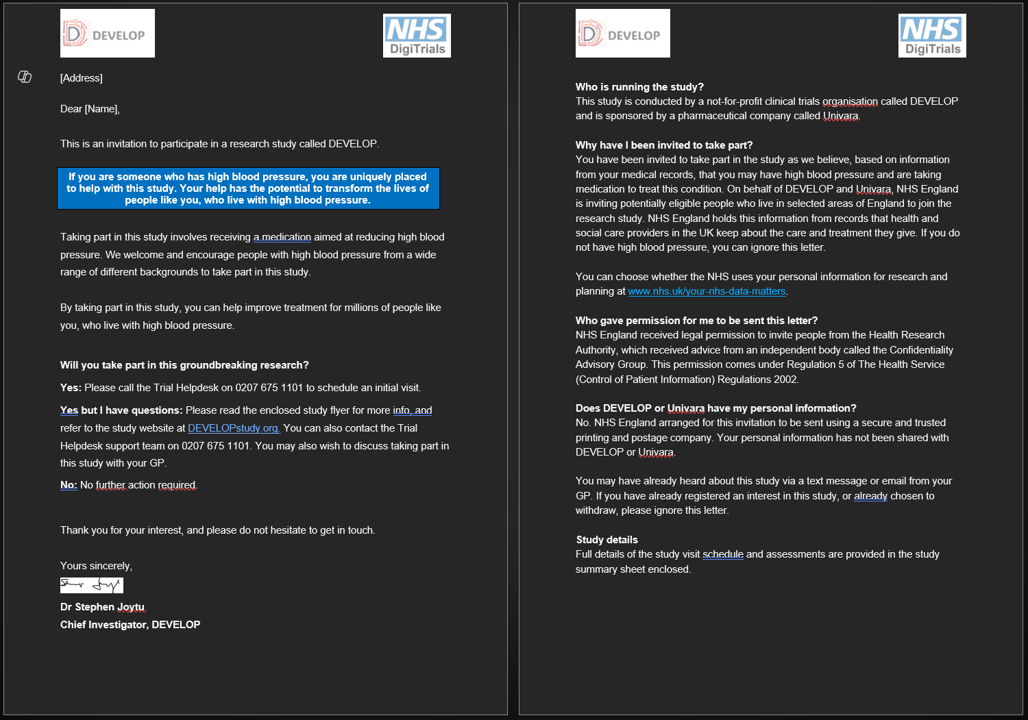 DEVELOP
NHS
DigiTrials
[Address]
Dear [Name],
This is an invitation to participate in a research study called DEVELOP.
If you are someone who has high blood pressure, you are uniquely placed
to help with this study. Your help has the potential to transform the lives of
people like you, who live with high blood pressure.
Taking part in this study involves receiving a medication aimed at reducing high blood
pressure. We welcome and encourage people with high blood pressure from a wide
range of different backgrounds to take part in this study.
By taking part in this study, you can help improve treatment for millions of people like
you, who live with high blood pressure.
Will you take part in this groundbreaking research?
Yes: Please call the Trial Helpdesk on 0207 675 1101 to schedule an initial visit.
Yes but I have questions: Please read the enclosed study flyer for more info, and
refer to the study website at DEVELOPstudy.org. You can also contact the Trial
Helpdesk support team on 0207 675 1101. You may also wish to discuss taking part in
this study with your GP.
No: No further action required.
Thank you for your interest, and please do not hesitate to get in touch.
Yours sincerely,
Dr Stephen Joytu
Chief Investigator, DEVELOP
DEVELOP
NHS
DigiTrials
Who is running the study?
This study is conducted by a not-for-profit clinical trials organisation called DEVELOP
and is sponsored by a pharmaceutical company called Univara.
Why have I been invited to take part?
You have been invited to take part in the study as we believe, based on information
from your medical records, that you may have high blood pressure and are taking
medication to treat this condition. On behalf of DEVELOP and Univara, NHS England
is inviting potentially eligible people who live in selected areas of England to join the
research study. NHS England holds this information from records that health and
social care providers in the UK keep about the care and treatment they give. If you do
not have high blood pressure, you can ignore this letter.
You can choose whether the NHS uses your personal information for research and
planning at www.nhs.uk/your-nhs-data-matters.
Who gave permission for me to be sent this letter?
NHS England received legal permission to invite people from the Health Research
Authority, which received advice from an independent body called the Confidentiality
Advisory Group. This permission comes under Regulation 5 of The Health Service
(Control of Patient Information) Regulations 2002.
Does DEVELOP or Univara have my personal information?
No. NHS England arranged for this invitation to be sent using a secure and trusted
printing and postage company. Your personal information has not been shared with
DEVELOP or Univara.
You may have already heard about this study via a text message or email from your
GP. If you have already registered an interest in this study, or already chosen to
withdraw, please ignore this letter.
Study details
Full details of the study visit schedule and assessments are provided in the study
summary sheet enclosed.